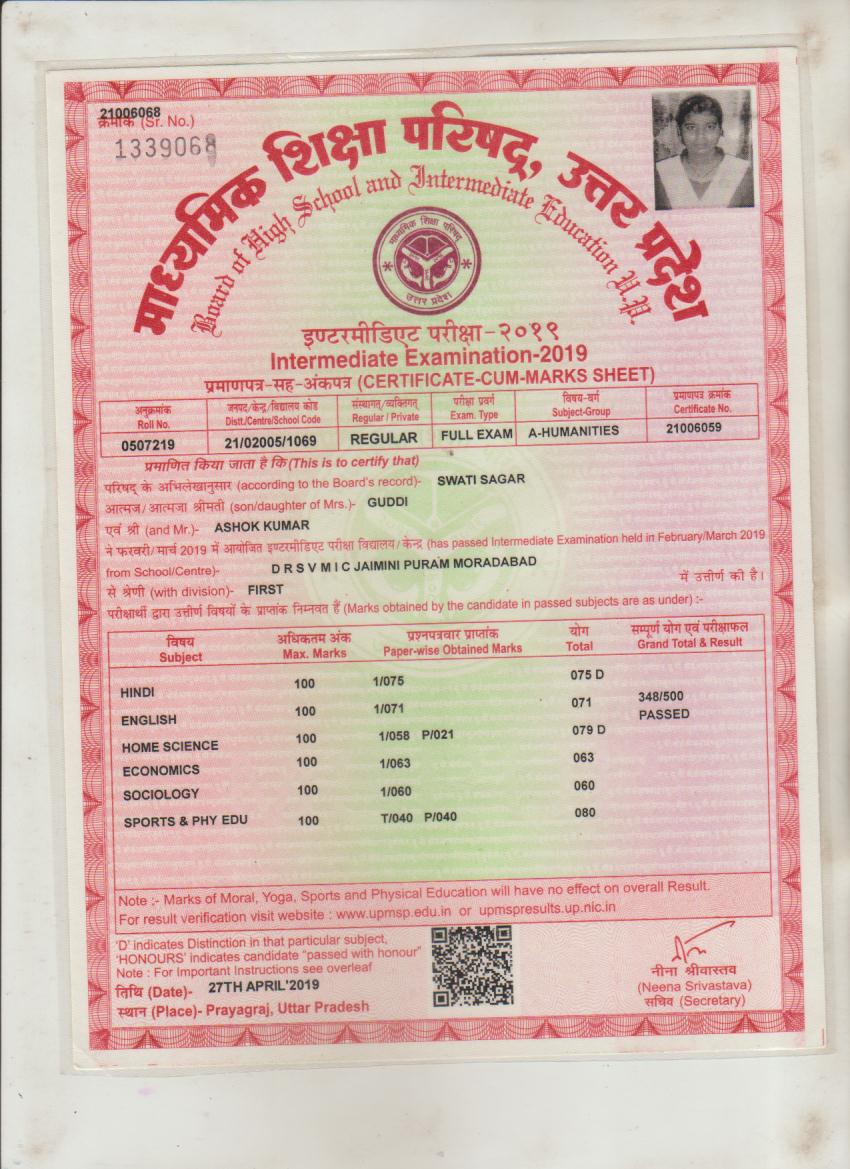 21006068
क्रमांक (Sr. No.)
1339068
माध्यमिक शिक्षा परिषद्, उत्तर प्रदेश
Board of High School and Intermediate Education U.P.
माध्यमिक शिक्षा परिषद्
उत्तर प्रदेश
इण्टरमीडिएट परीक्षा-२०१९
Intermediate Examination-2019
प्रमाणपत्र-सह-अंकपत्र (CERTIFICATE-CUM-MARKS SHEET)
अनुक्रमांक जनपद/केन्द्र/विद्यालय कोड संस्थागत/व्यक्तिगत परीक्षा प्रवर्ग विषय-वर्ग प्रमाणपत्र क्रमांक
Roll No. Distt./Centre/School Code Regular / Private Exam. Type Subject-Group Certificate No.
0507219 21/02005/1069 REGULAR FULL EXAM A-HUMANITIES 21006059
प्रमाणित किया जाता है कि (This is to certify that)
परिषद् के अभिलेखानुसार (according to the Board's record)- SWATI SAGAR
आत्मज/आत्मजा श्रीमती (son/daughter of Mrs.)- GUDDI
एवं श्री (and Mr.)- ASHOK KUMAR
ने फरवरी/मार्च 2019 में आयोजित इण्टरमीडिएट परीक्षा विद्यालय/केन्द्र (has passed Intermediate Examination held in February/March 2019
from School/Centre)- D R S V M I C JAIMINI PURAM MORADABAD
में उत्तीर्ण की है।
से श्रेणी (with division)- FIRST
परीक्षार्थी द्वारा उत्तीर्ण विषयों के प्राप्तांक निम्नवत हैं (Marks obtained by the candidate in passed subjects are as under) :-
विषय अधिकतम अंक प्रश्नपत्रवार प्राप्तांक योग सम्पूर्ण योग एवं परीक्षाफल
Subject Max. Marks Paper-wise Obtained Marks Total Grand Total & Result
HINDI 100 1/075 075 D
ENGLISH 100 1/071 071 348/500
PASSED
HOME SCIENCE 100 1/058 P/021 079 D
ECONOMICS 100 1/063 063
SOCIOLOGY 100 1/060 060
SPORTS & PHY EDU 100 T/040 P/040 080
Note :- Marks of Moral, Yoga, Sports and Physical Education will have no effect on overall Result.
For result verification visit website : www.upmsp.edu.in or upmspresults.up.nic.in
'D' indicates Distinction in that particular subject,
'HONOURS' indicates candidate "passed with honour"
Note : For Important Instructions see overleaf
तिथि (Date)- 27TH APRIL'2019
स्थान (Place)- Prayagraj, Uttar Pradesh
नीना श्रीवास्तव
(Neena Srivastava)
सचिव (Secretary)